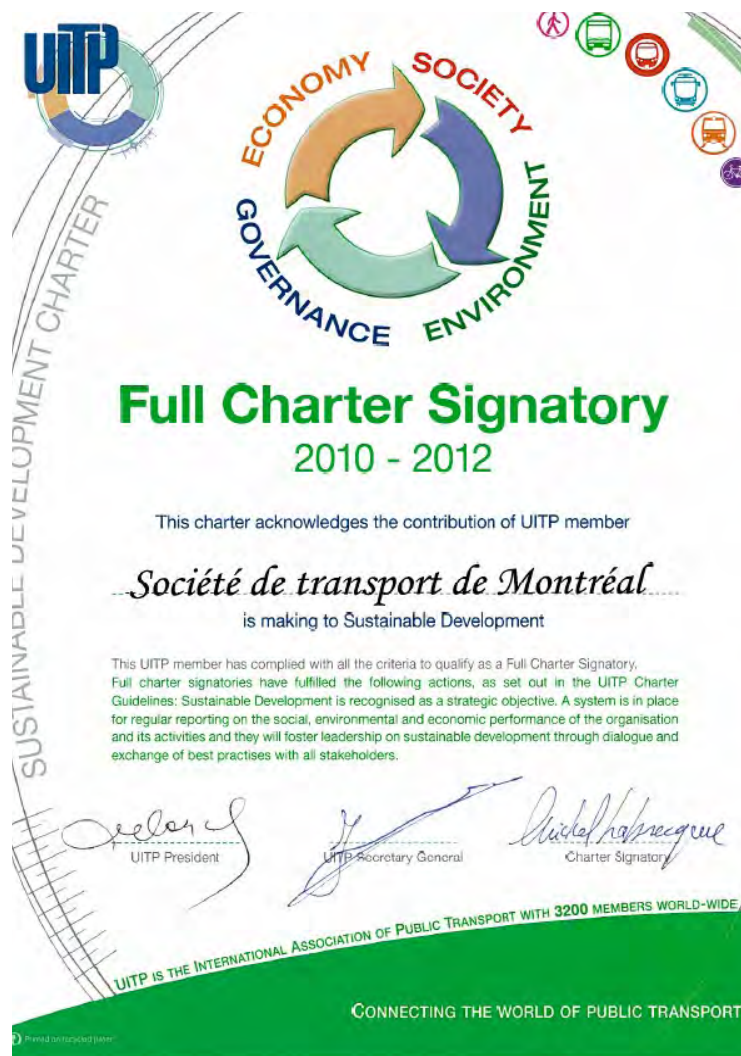 UITP
ECONOMY
SOCIETY
GOVERNANCE
ENVIRONMENT
SUSTAINABLE DEVELOPMENT CHARTER
Full Charter Signatory
2010 - 2012
This charter acknowledges the contribution of UITP member
Société de transport de Montréal
is making to Sustainable Development
This UITP member has complied with all the criteria to qualify as a Full Charter Signatory.
Full charter signatories have fulfilled the following actions, as set out in the UITP Charter
Guidelines: Sustainable Development is recognised as a strategic objective. A system is in place
for regular reporting on the social, environmental and economic performance of the organisation
and its activities and they will foster leadership on sustainable development through dialogue and
exchange of best practises with all stakeholders.
Michel Labrecque
UITP President
UITP Secretary General
Charter Signatory
UITP IS THE INTERNATIONAL ASSOCIATION OF PUBLIC TRANSPORT WITH 3200 MEMBERS WORLD-WIDE
CONNECTING THE WORLD OF PUBLIC TRANSPORT
Printed on recycled paper